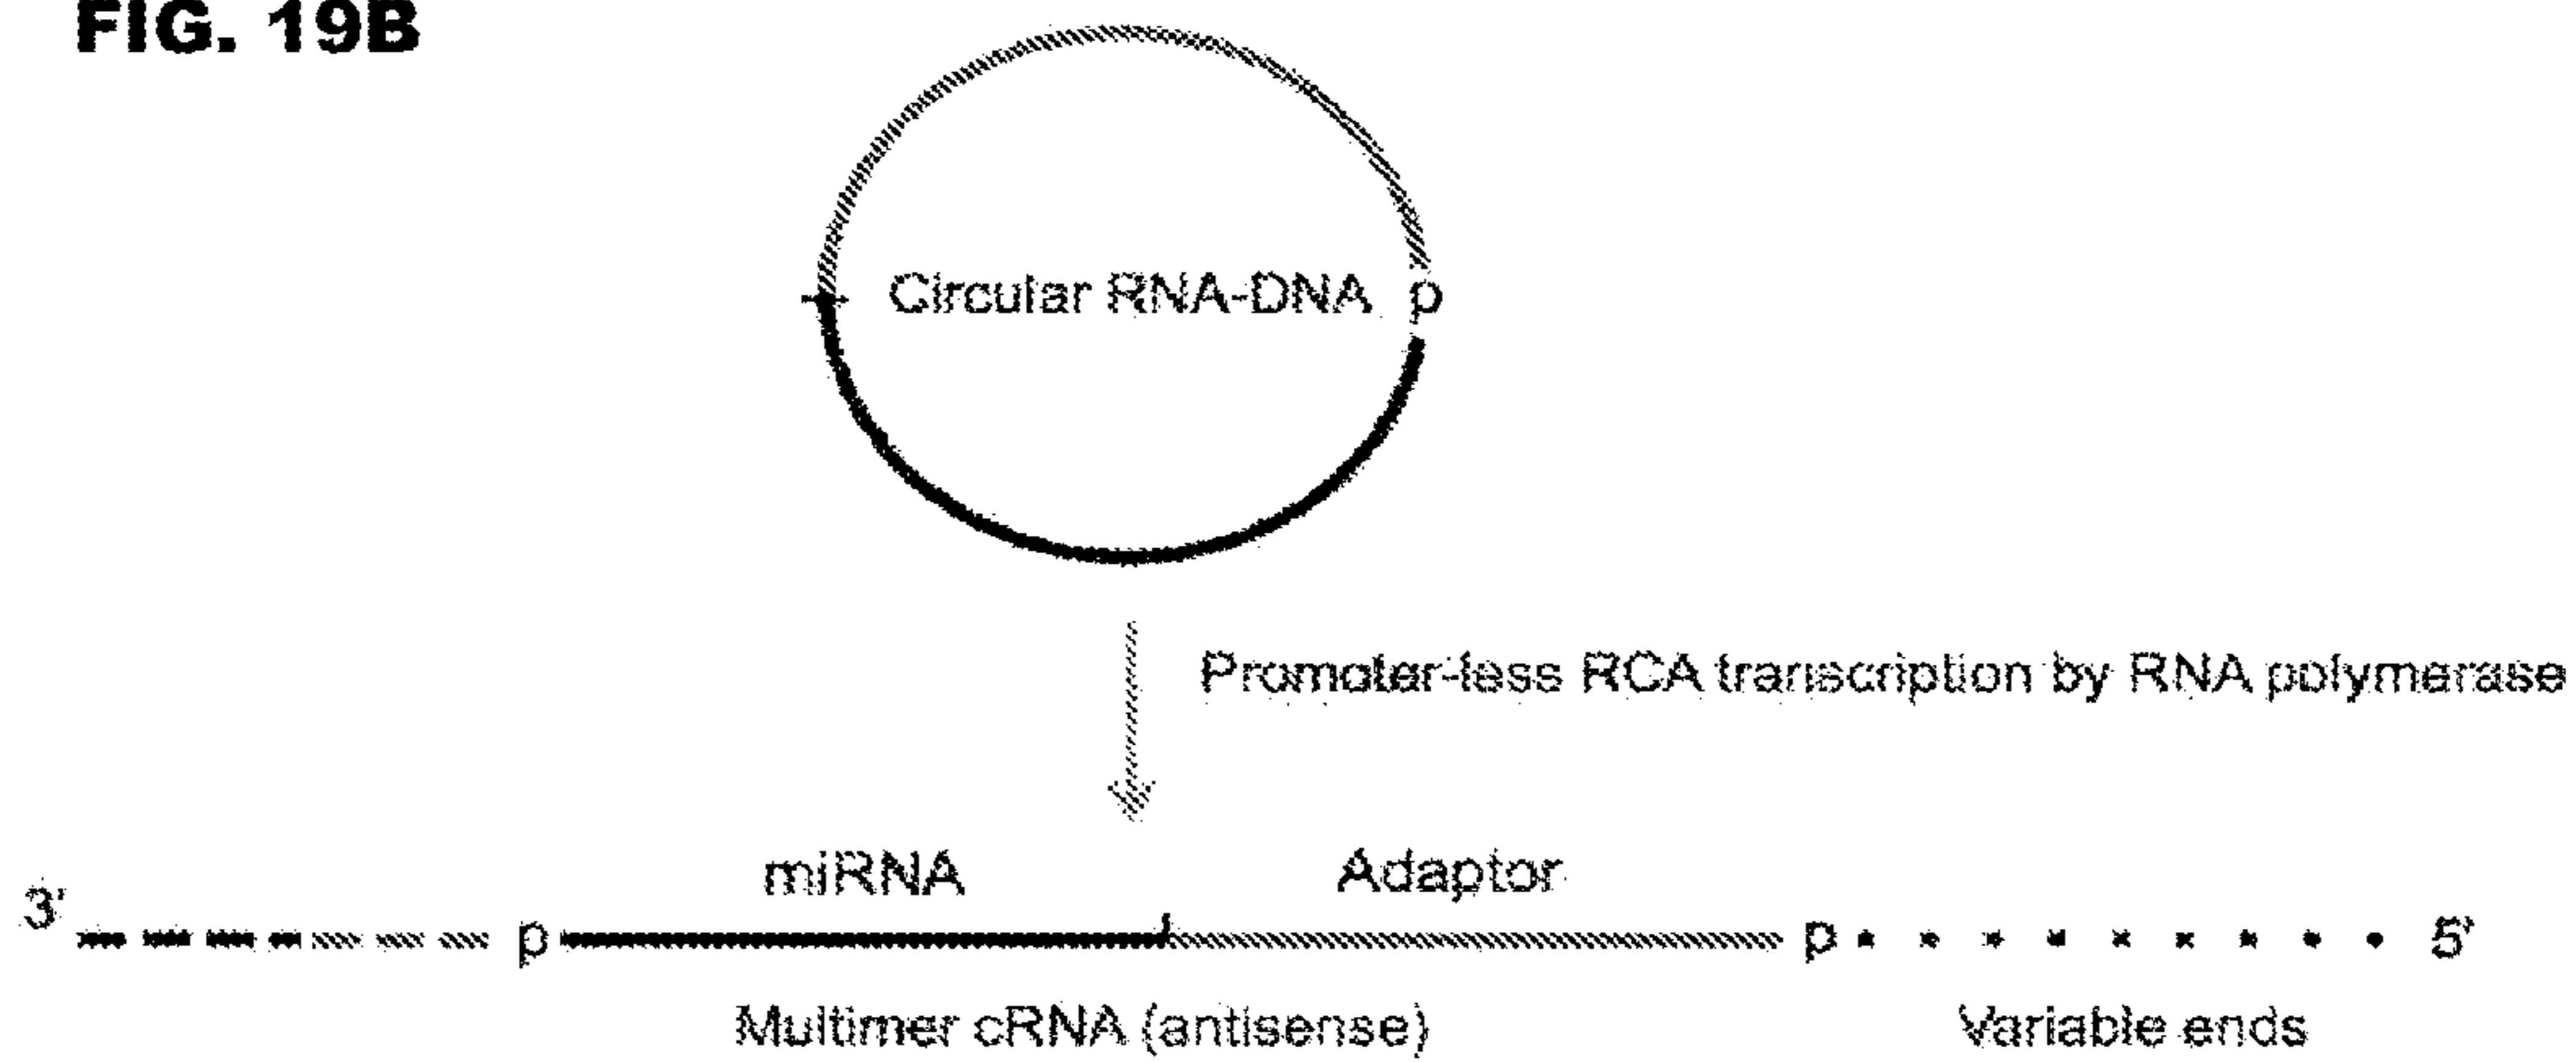 FIG. 19B
Circular RNA-DNA p
Promoter-less RCA transcription by RNA polymerase
miRNA Adaptor
3' p p 5'
Multimer cRNA (antisense) Variable ends